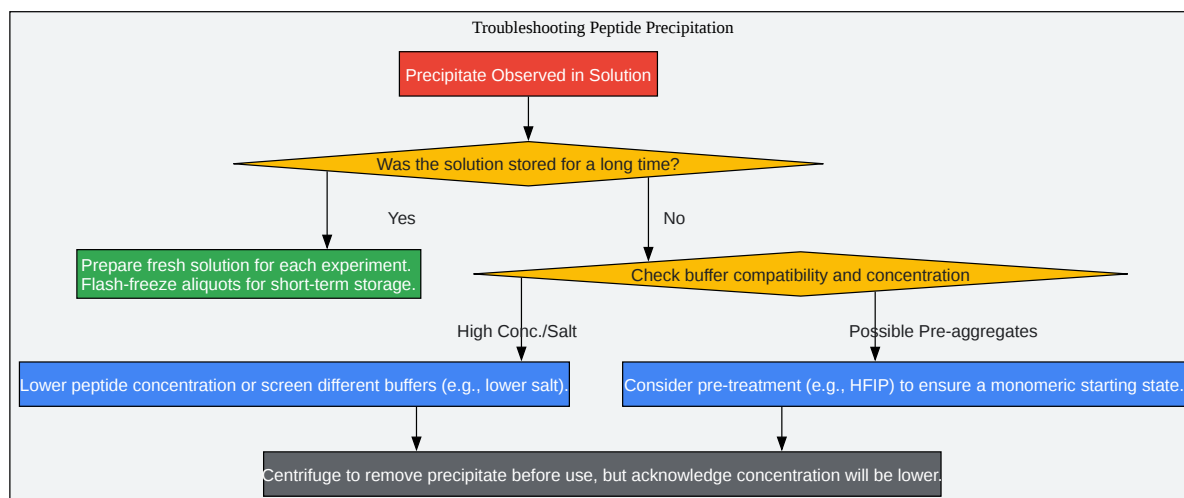 Troubleshooting Peptide Precipitation
Precipitate Observed in Solution
Was the solution stored for a long time?
Yes
No
Prepare fresh solution for each experiment.
Flash-freeze aliquots for short-term storage.
Check buffer compatibility and concentration
High Conc./Salt
Possible Pre-aggregates
Lower peptide concentration or screen different buffers (e.g., lower salt).
Consider pre-treatment (e.g., HFIP) to ensure a monomeric starting state.
Centrifuge to remove precipitate before use, but acknowledge concentration will be lower.